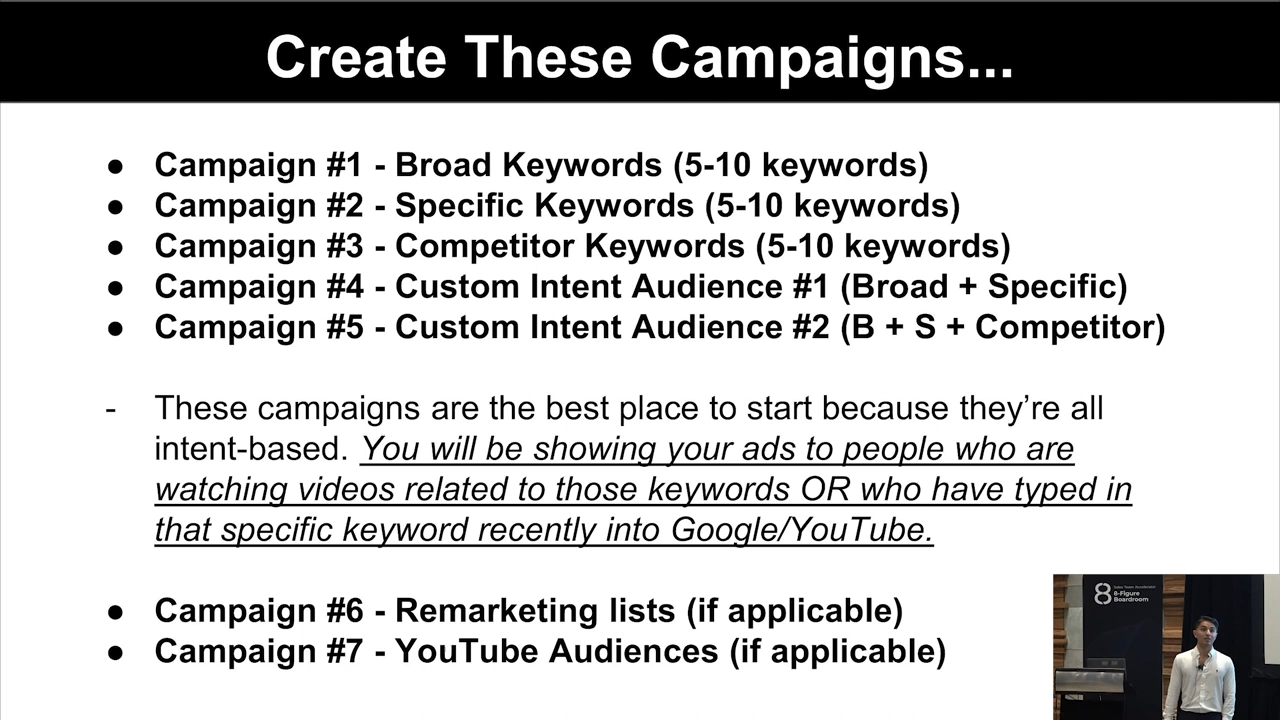 Create These Campaigns...
● Campaign #1 - Broad Keywords (5-10 keywords)
● Campaign #2 - Specific Keywords (5-10 keywords)
● Campaign #3 - Competitor Keywords (5-10 keywords)
● Campaign #4 - Custom Intent Audience #1 (Broad + Specific)
● Campaign #5 - Custom Intent Audience #2 (B + S + Competitor)
- These campaigns are the best place to start because they’re all
intent-based. You will be showing your ads to people who are
watching videos related to those keywords OR who have typed in
that specific keyword recently into Google/YouTube.
● Campaign #6 - Remarketing lists (if applicable)
● Campaign #7 - YouTube Audiences (if applicable)
Sales Team Accelerator
8 8-Figure
Boardroom